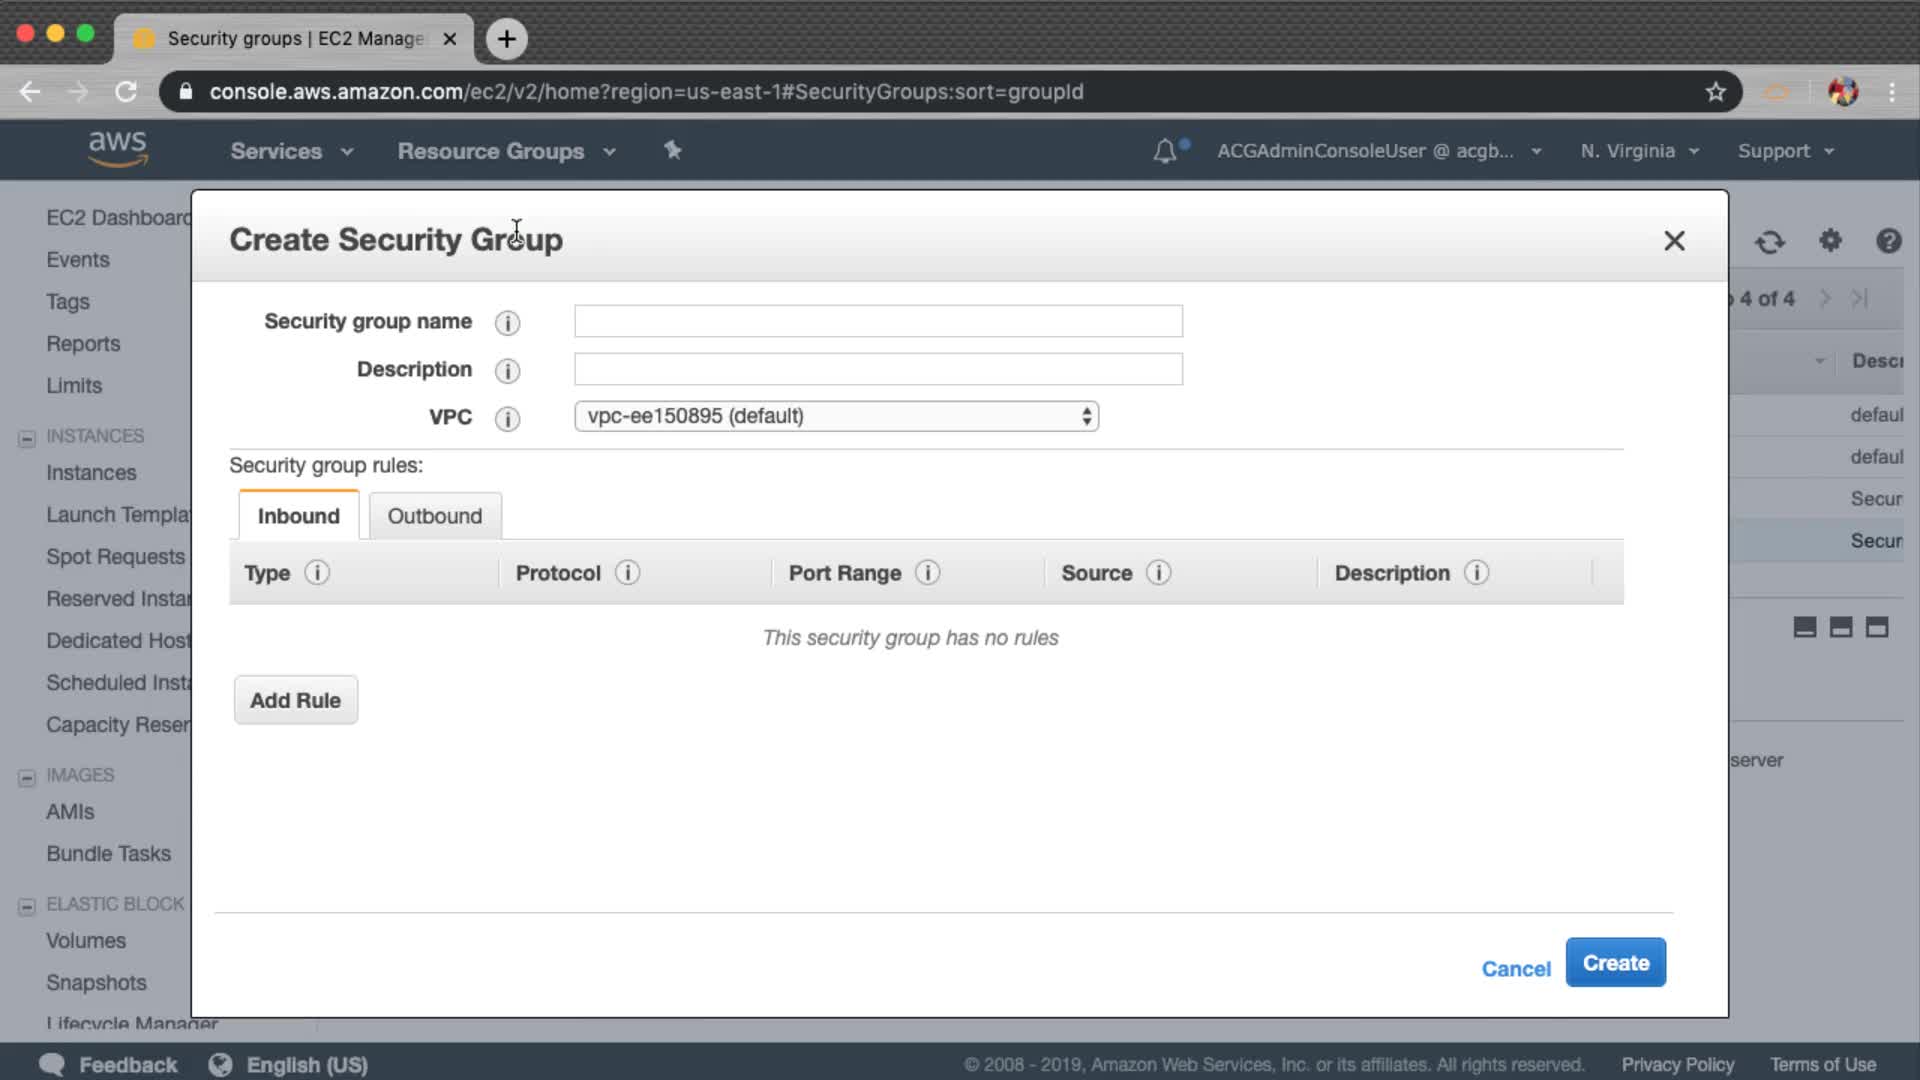 Security groups | EC2 Manage
console.aws.amazon.com/ec2/v2/home?region=us-east-1#SecurityGroups:sort=groupId
aws
Services
Resource Groups
ACGAdminConsoleUser @ acgb...
N. Virginia
Support
EC2 Dashboard
Events
Tags
Reports
Limits
INSTANCES
Instances
Launch Templa
Spot Requests
Reserved Instar
Dedicated Host
Scheduled Insta
Capacity Reser
IMAGES
AMIs
Bundle Tasks
ELASTIC BLOCK
Volumes
Snapshots
Lifecycle Manager
Create Security Group
Security group name
Description
VPC
vpc-ee150895 (default)
Security group rules:
Inbound
Outbound
Type
Protocol
Port Range
Source
Description
This security group has no rules
Add Rule
Cancel
Create
4 of 4
Descr
defaul
defaul
Secur
Secur
server
Feedback
English (US)
© 2008 - 2019, Amazon Web Services, Inc. or its affiliates. All rights reserved.
Privacy Policy
Terms of Use